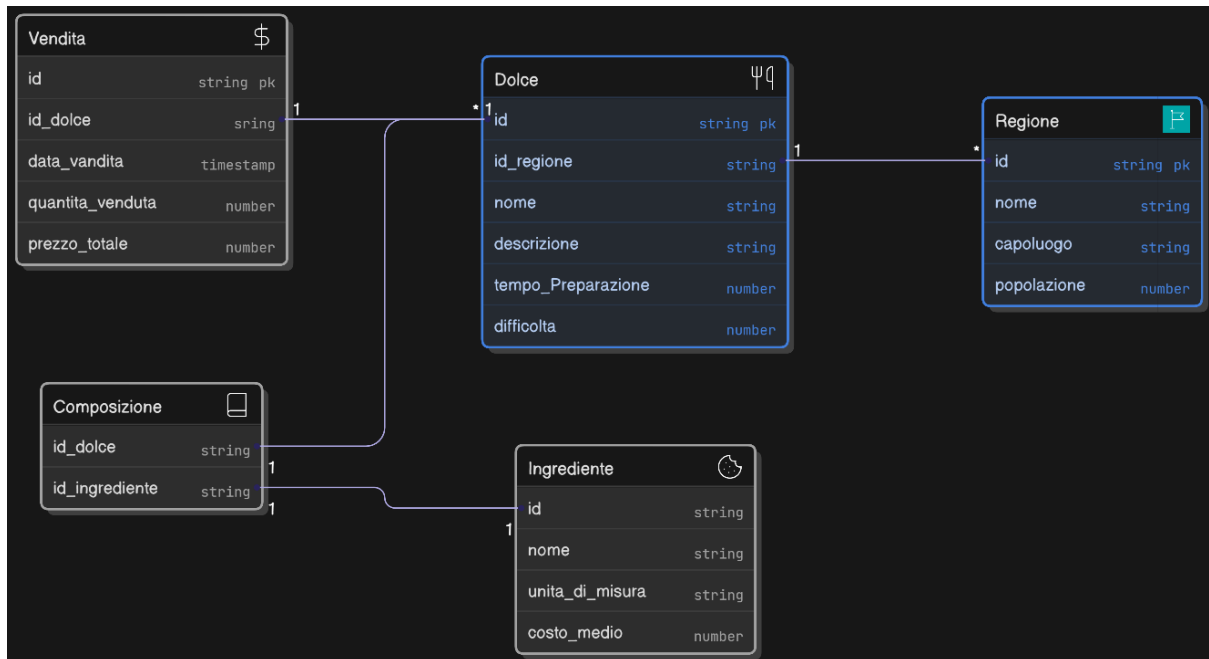 Vendita
id string pk
id_dolce sring
data_vandita timestamp
quantita_venduta number
prezzo_totale number
1
* 1
Dolce
id string pk
id_regione string
nome string
descrizione string
tempo_Preparazione number
difficolta number
1
*
Regione
id string pk
nome string
capoluogo string
popolazione number
Composizione
id_dolce string
id_ingrediente string
1
1
1
Ingrediente
id string
nome string
unita_di_misura string
costo_medio number